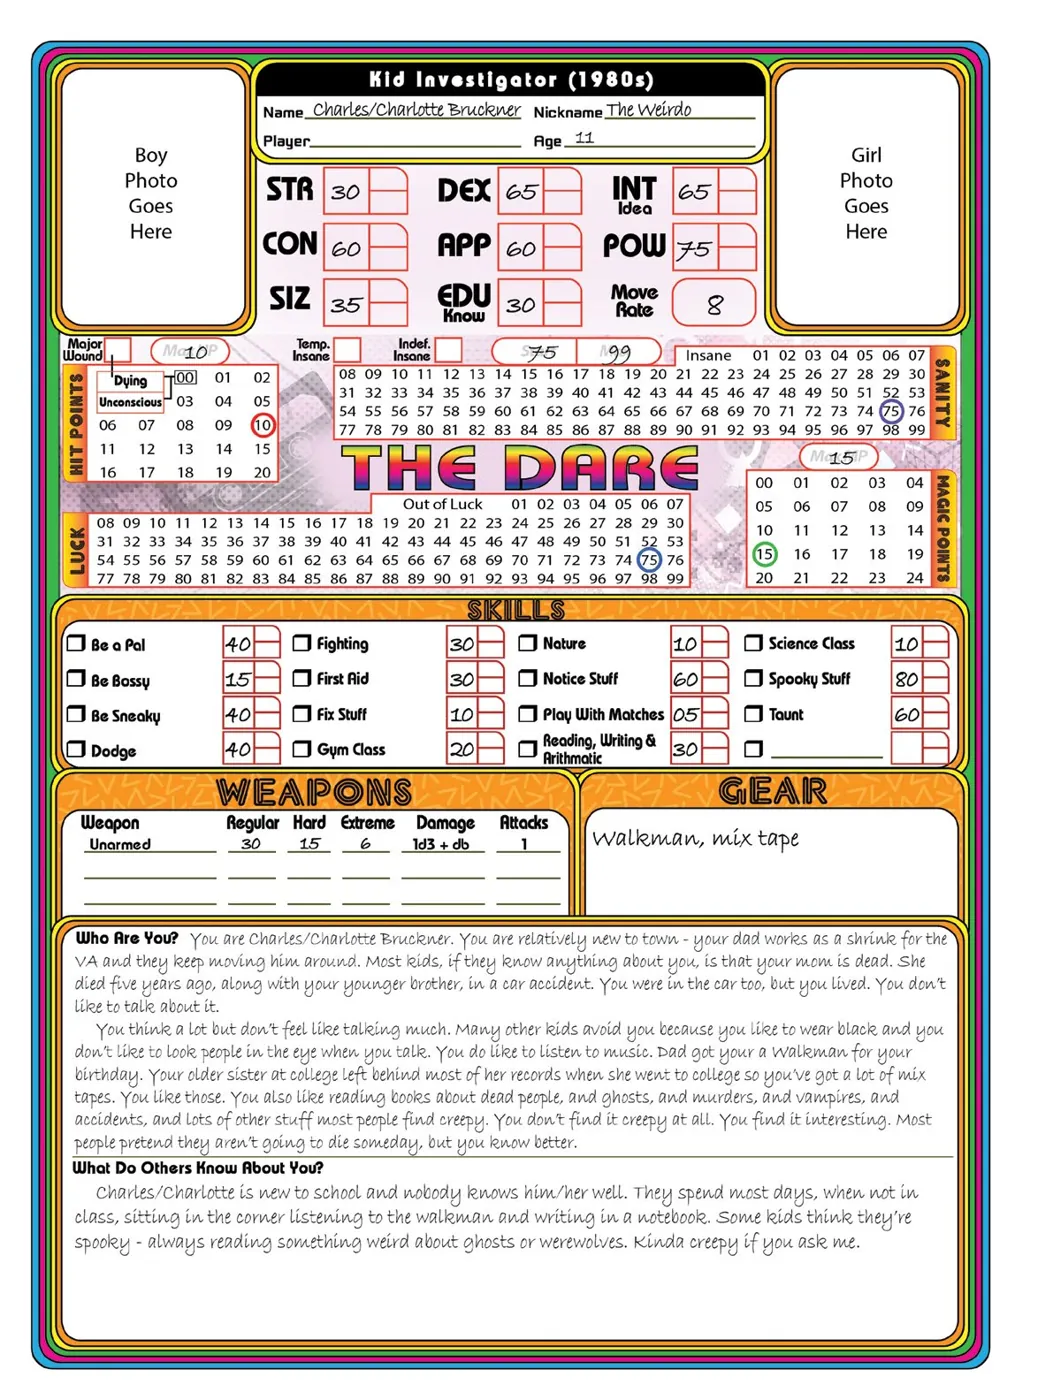 Kid Investigator (1980s)
Name Charles/Charlotte Bruckner Nickname The Weirdo
Player Age 11
Boy
Photo
Goes
Here
Girl
Photo
Goes
Here
STR 30 DEX 65 INT Idea 65
CON 60 APP 60 POW 75
SIZ 35 EDU Know 30 Move Rate 8
Major Wound 10
Temp. Insane Indef. Insane 75 99
HIT POINTS
Dying 00 01 02
Unconscious 03 04 05
06 07 08 09 10
11 12 13 14 15
16 17 18 19 20
SANITY
Insane 01 02 03 04 05 06 07
08 09 10 11 12 13 14 15 16 17 18 19 20 21 22 23 24 25 26 27 28 29 30
31 32 33 34 35 36 37 38 39 40 41 42 43 44 45 46 47 48 49 50 51 52 53
54 55 56 57 58 59 60 61 62 63 64 65 66 67 68 69 70 71 72 73 74 75 76
77 78 79 80 81 82 83 84 85 86 87 88 89 90 91 92 93 94 95 96 97 98 99
THE DARE
LUCK
Out of Luck 01 02 03 04 05 06 07
08 09 10 11 12 13 14 15 16 17 18 19 20 21 22 23 24 25 26 27 28 29 30
31 32 33 34 35 36 37 38 39 40 41 42 43 44 45 46 47 48 49 50 51 52 53
54 55 56 57 58 59 60 61 62 63 64 65 66 67 68 69 70 71 72 73 74 75 76
77 78 79 80 81 82 83 84 85 86 87 88 89 90 91 92 93 94 95 96 97 98 99
15
MAGIC POINTS
00 01 02 03 04
05 06 07 08 09
10 11 12 13 14
15 16 17 18 19
20 21 22 23 24
SKILLS
Be a Pal 40 Fighting 30 Nature 10 Science Class 10
Be Bossy 15 First Aid 30 Notice Stuff 60 Spooky Stuff 80
Be Sneaky 40 Fix Stuff 10 Play With Matches 05 Taunt 60
Dodge 40 Gym Class 20 Reading, Writing & Arithmatic 30
WEAPONS
Weapon Regular Hard Extreme Damage Attacks
Unarmed 30 15 6 1d3 + db 1
GEAR
Walkman, mix tape
Who Are You? You are Charles/Charlotte Bruckner. You are relatively new to town - your dad works as a shrink for the
VA and they keep moving him around. Most kids, if they know anything about you, is that your mom is dead. She
died five years ago, along with your younger brother, in a car accident. You were in the car too, but you lived. You don't
like to talk about it.
You think a lot but don't feel like talking much. Many other kids avoid you because you like to wear black and you
don't like to look people in the eye when you talk. You do like to listen to music. Dad got your a Walkman for your
birthday. Your older sister at college left behind most of her records when she went to college so you've got a lot of mix
tapes. You like those. You also like reading books about dead people, and ghosts, and murders, and vampires, and
accidents, and lots of other stuff most people find creepy. You don't find it creepy at all. You find it interesting. Most
people pretend they aren't going to die someday, but you know better.
What Do Others Know About You?
Charles/Charlotte is new to school and nobody knows him/her well. They spend most days, when not in
class, sitting in the corner listening to the walkman and writing in a notebook. Some kids think they're
spooky - always reading something weird about ghosts or werewolves. Kinda creepy if you ask me.